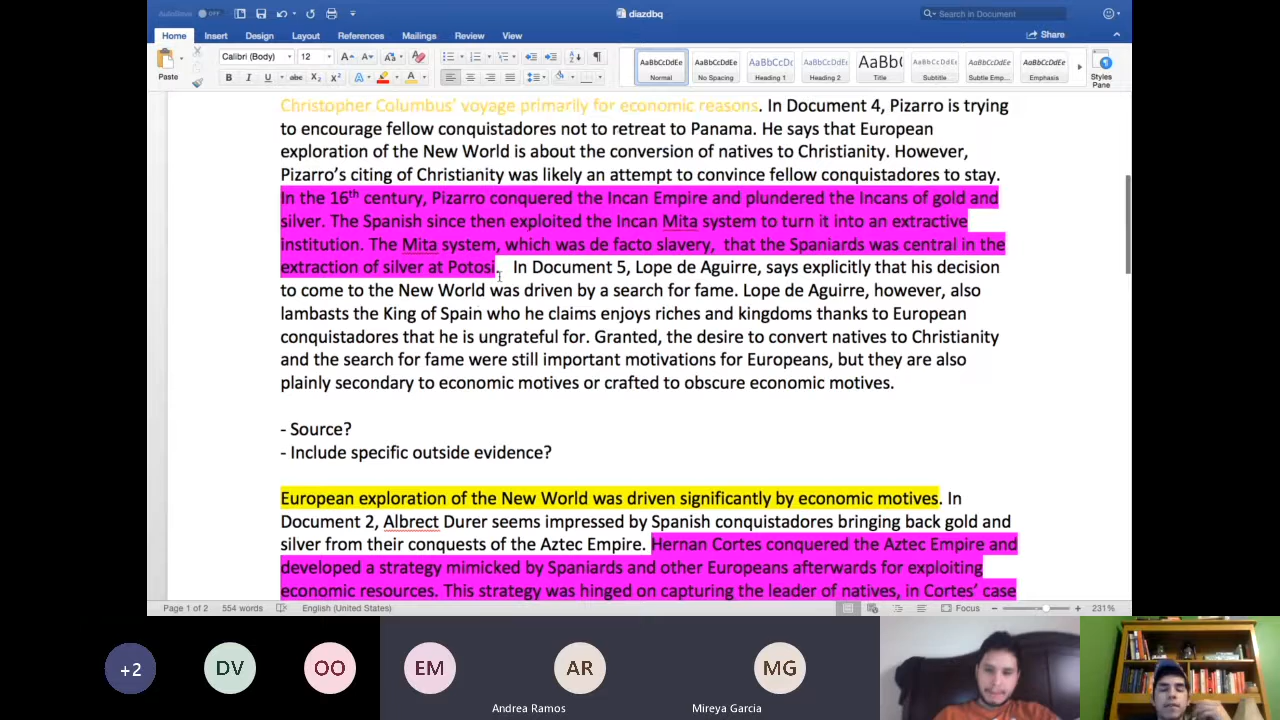 AutoSave OFF
diazdbq
Search in Document
Home Insert Design Layout References Mailings Review View Share
Paste
Calibri (Body) 12
AaBbCcDdEe AaBbCcDdEe AaBbCcDc AaBbCcDdEe AaBbC AaBbCcDdEe AaBbCcDdEe AaBbCcDdEe
Normal No Spacing Heading 1 Heading 2 Title Subtitle Subtle Emp... Emphasis
Styles
Pane
Christopher Columbus’ voyage primarily for economic reasons. In Document 4, Pizarro is trying
to encourage fellow conquistadores not to retreat to Panama. He says that European
exploration of the New World is about the conversion of natives to Christianity. However,
Pizarro’s citing of Christianity was likely an attempt to convince fellow conquistadores to stay.
In the 16th century, Pizarro conquered the Incan Empire and plundered the Incans of gold and
silver. The Spanish since then exploited the Incan Mita system to turn it into an extractive
institution. The Mita system, which was de facto slavery,  that the Spaniards was central in the
extraction of silver at Potosi.  In Document 5, Lope de Aguirre, says explicitly that his decision
to come to the New World was driven by a search for fame. Lope de Aguirre, however, also
lambasts the King of Spain who he claims enjoys riches and kingdoms thanks to European
conquistadores that he is ungrateful for. Granted, the desire to convert natives to Christianity
and the search for fame were still important motivations for Europeans, but they are also
plainly secondary to economic motives or crafted to obscure economic motives.
- Source?
- Include specific outside evidence?
European exploration of the New World was driven significantly by economic motives. In
Document 2, Albrect Durer seems impressed by Spanish conquistadores bringing back gold and
silver from their conquests of the Aztec Empire. Hernan Cortes conquered the Aztec Empire and
developed a strategy mimicked by Spaniards and other Europeans afterwards for exploiting
economic resources. This strategy was hinged on capturing the leader of natives, in Cortes’ case
Page 1 of 2 554 words English (United States) Focus 231%
+2 DV OO EM AR MG
Andrea Ramos Mireya Garcia